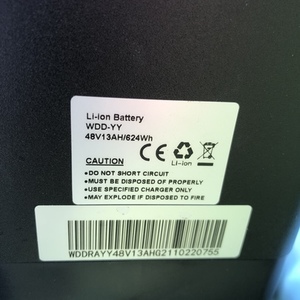 Li-ion Battery
WDD-YY
48V13AH/624Wh
CAUTION
CE
Li-ion
•DO NOT SHORT CIRCUIT
•MUST BE DISPOSED OF PROPERLY
•USE SPECIFIED CHARGER ONLY
•MAY EXPLODE IF DISPOSED IN FIRE
WDDRAYY48V13AHG2110220755